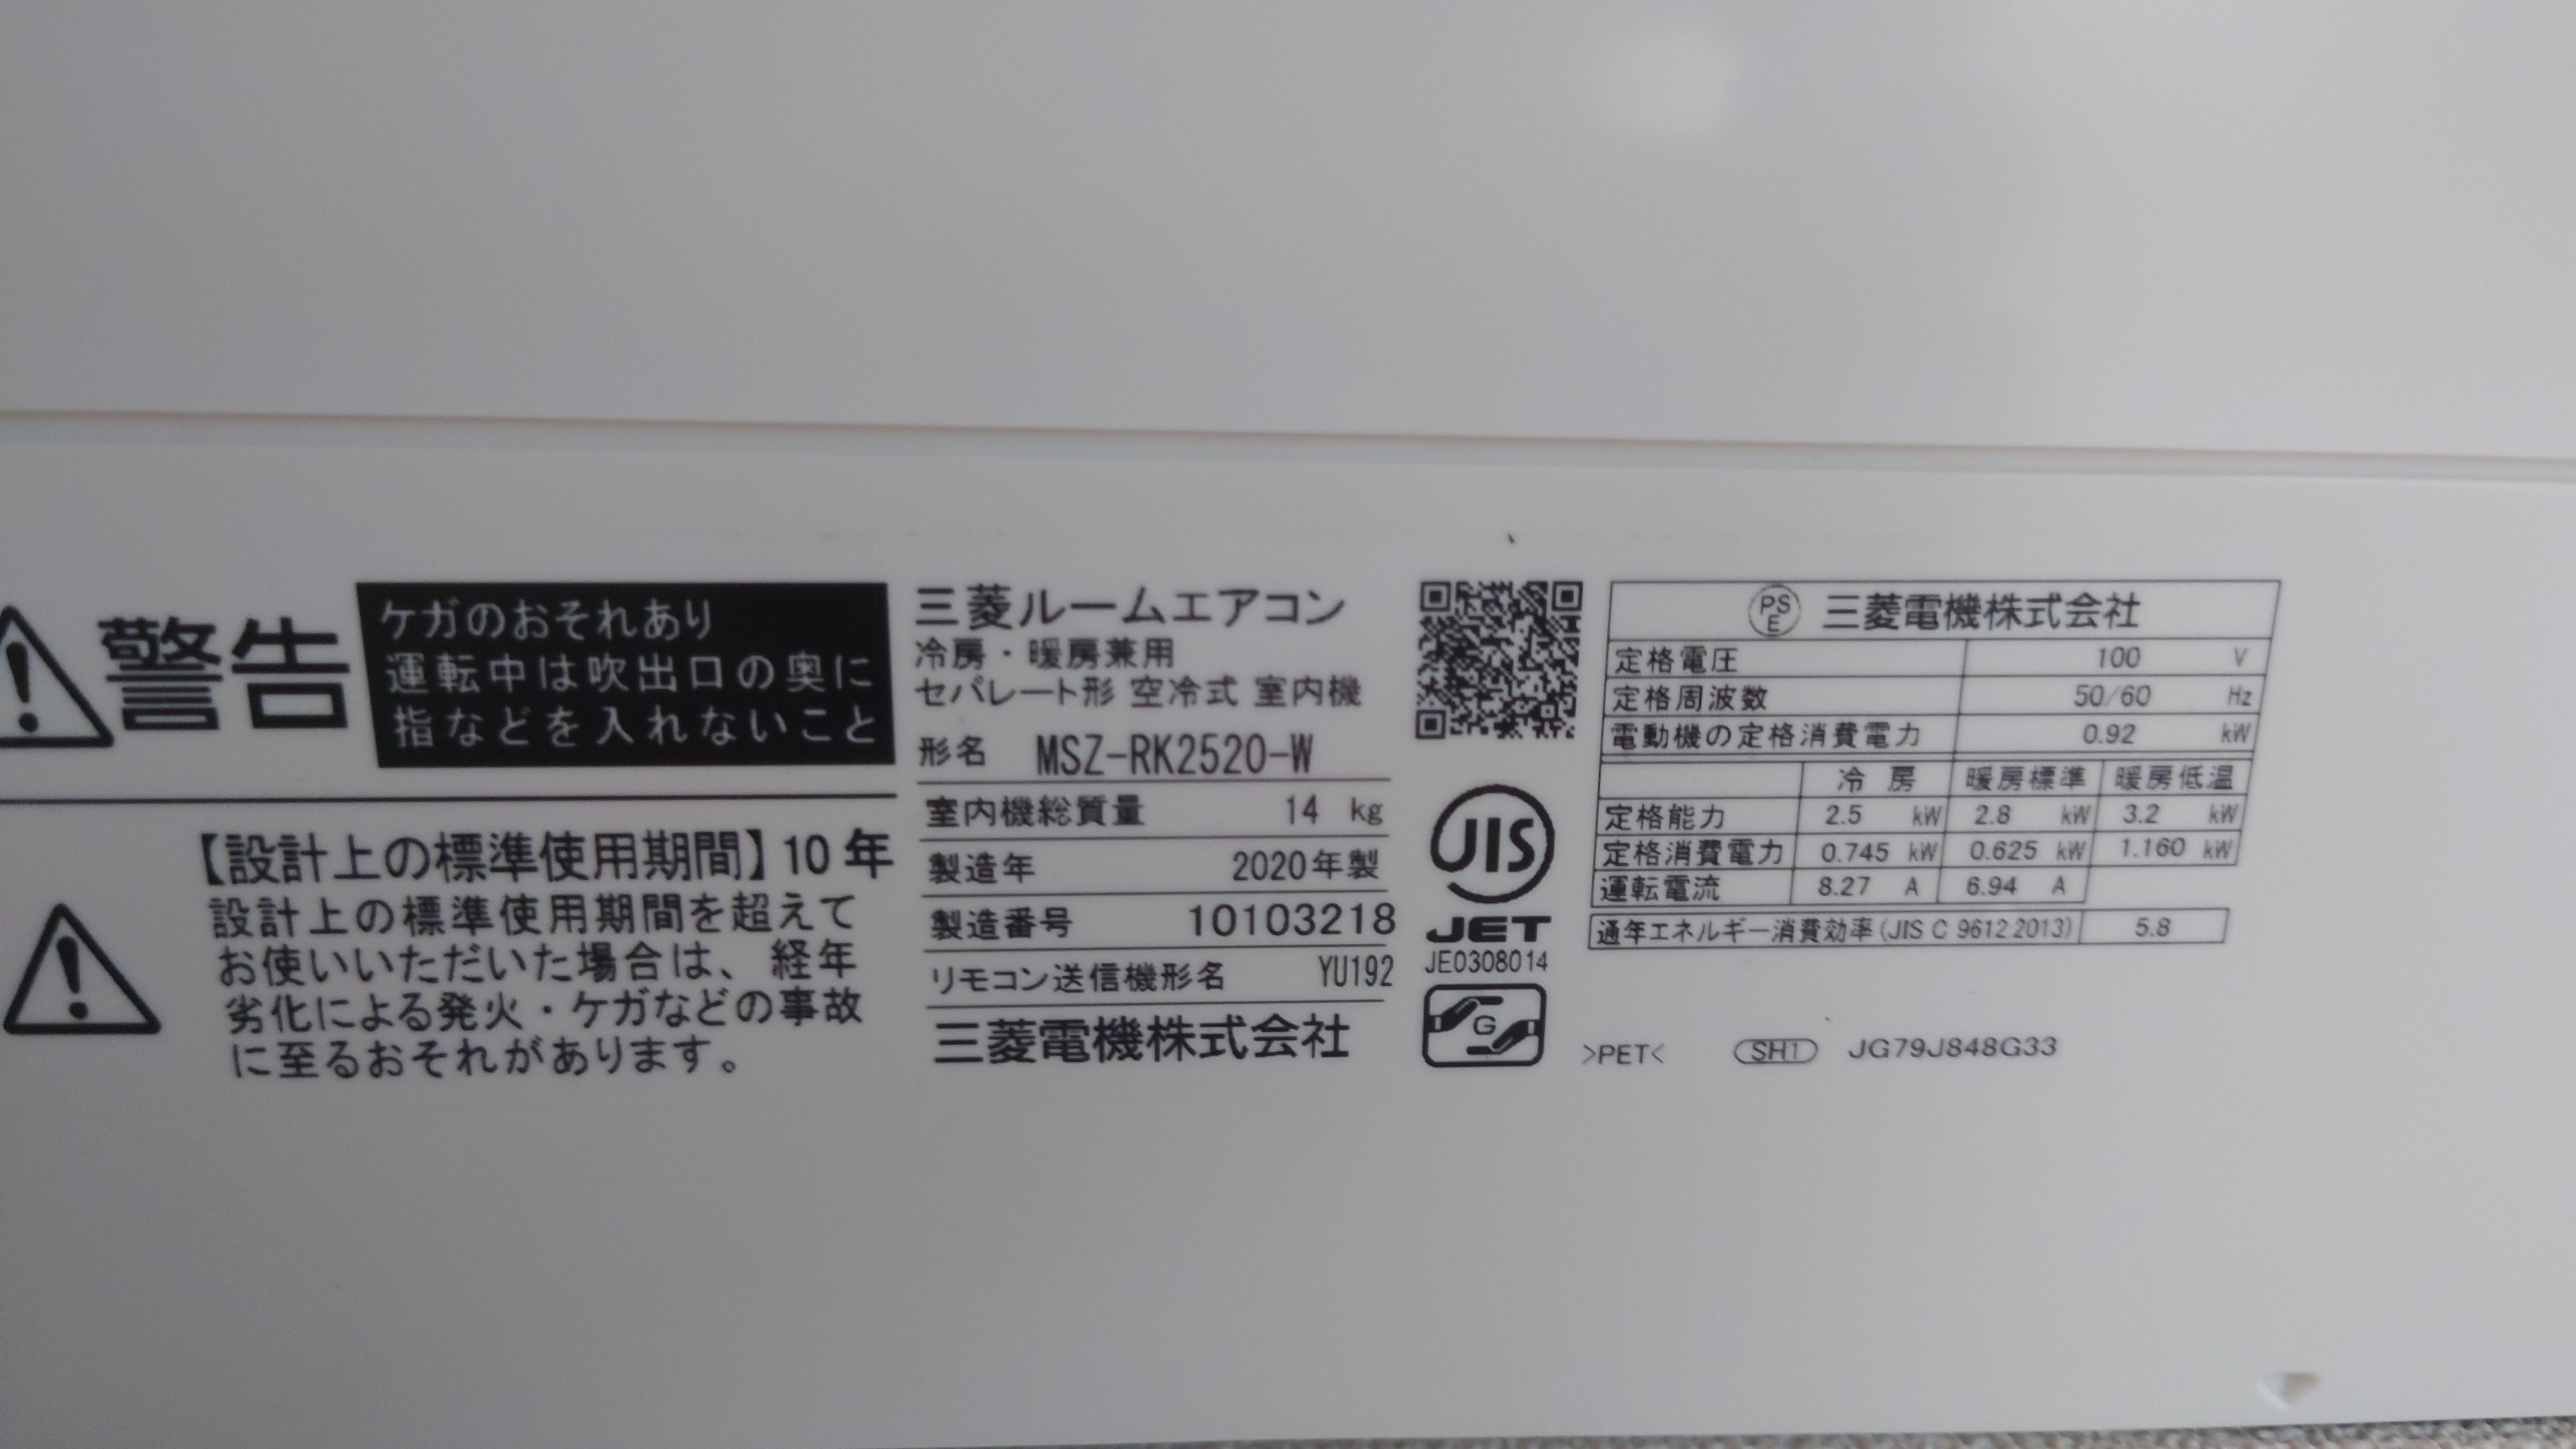 警告
ケガのおそれあり
運転中は吹出口の奥に
指などを入れないこと
【設計上の標準使用期間】10年
設計上の標準使用期間を超えて
お使いいただいた場合は、経年
劣化による発火・ケガなどの事故
に至るおそれがあります。
三菱ルームエアコン
冷房・暖房兼用
セパレート形 空冷式 室内機
形名 MSZ-RK2520-W
室内機総質量 14 kg
製造年 2020年製
製造番号 10103218
リモコン送信機形名 YU192
三菱電機株式会社
JIS
JET
JE0308014
G
PS
E
三菱電機株式会社
定格電圧 100 V
定格周波数 50/60 Hz
電動機の定格消費電力 0.92 kW
冷房 暖房標準 暖房低温
定格能力 2.5 kW 2.8 kW 3.2 kW
定格消費電力 0.745 kW 0.625 kW 1.160 kW
運転電流 8.27 A 6.94 A
通年エネルギー消費効率(JIS C 9612:2013) 5.8
>PET< SH1 JG79J848G33